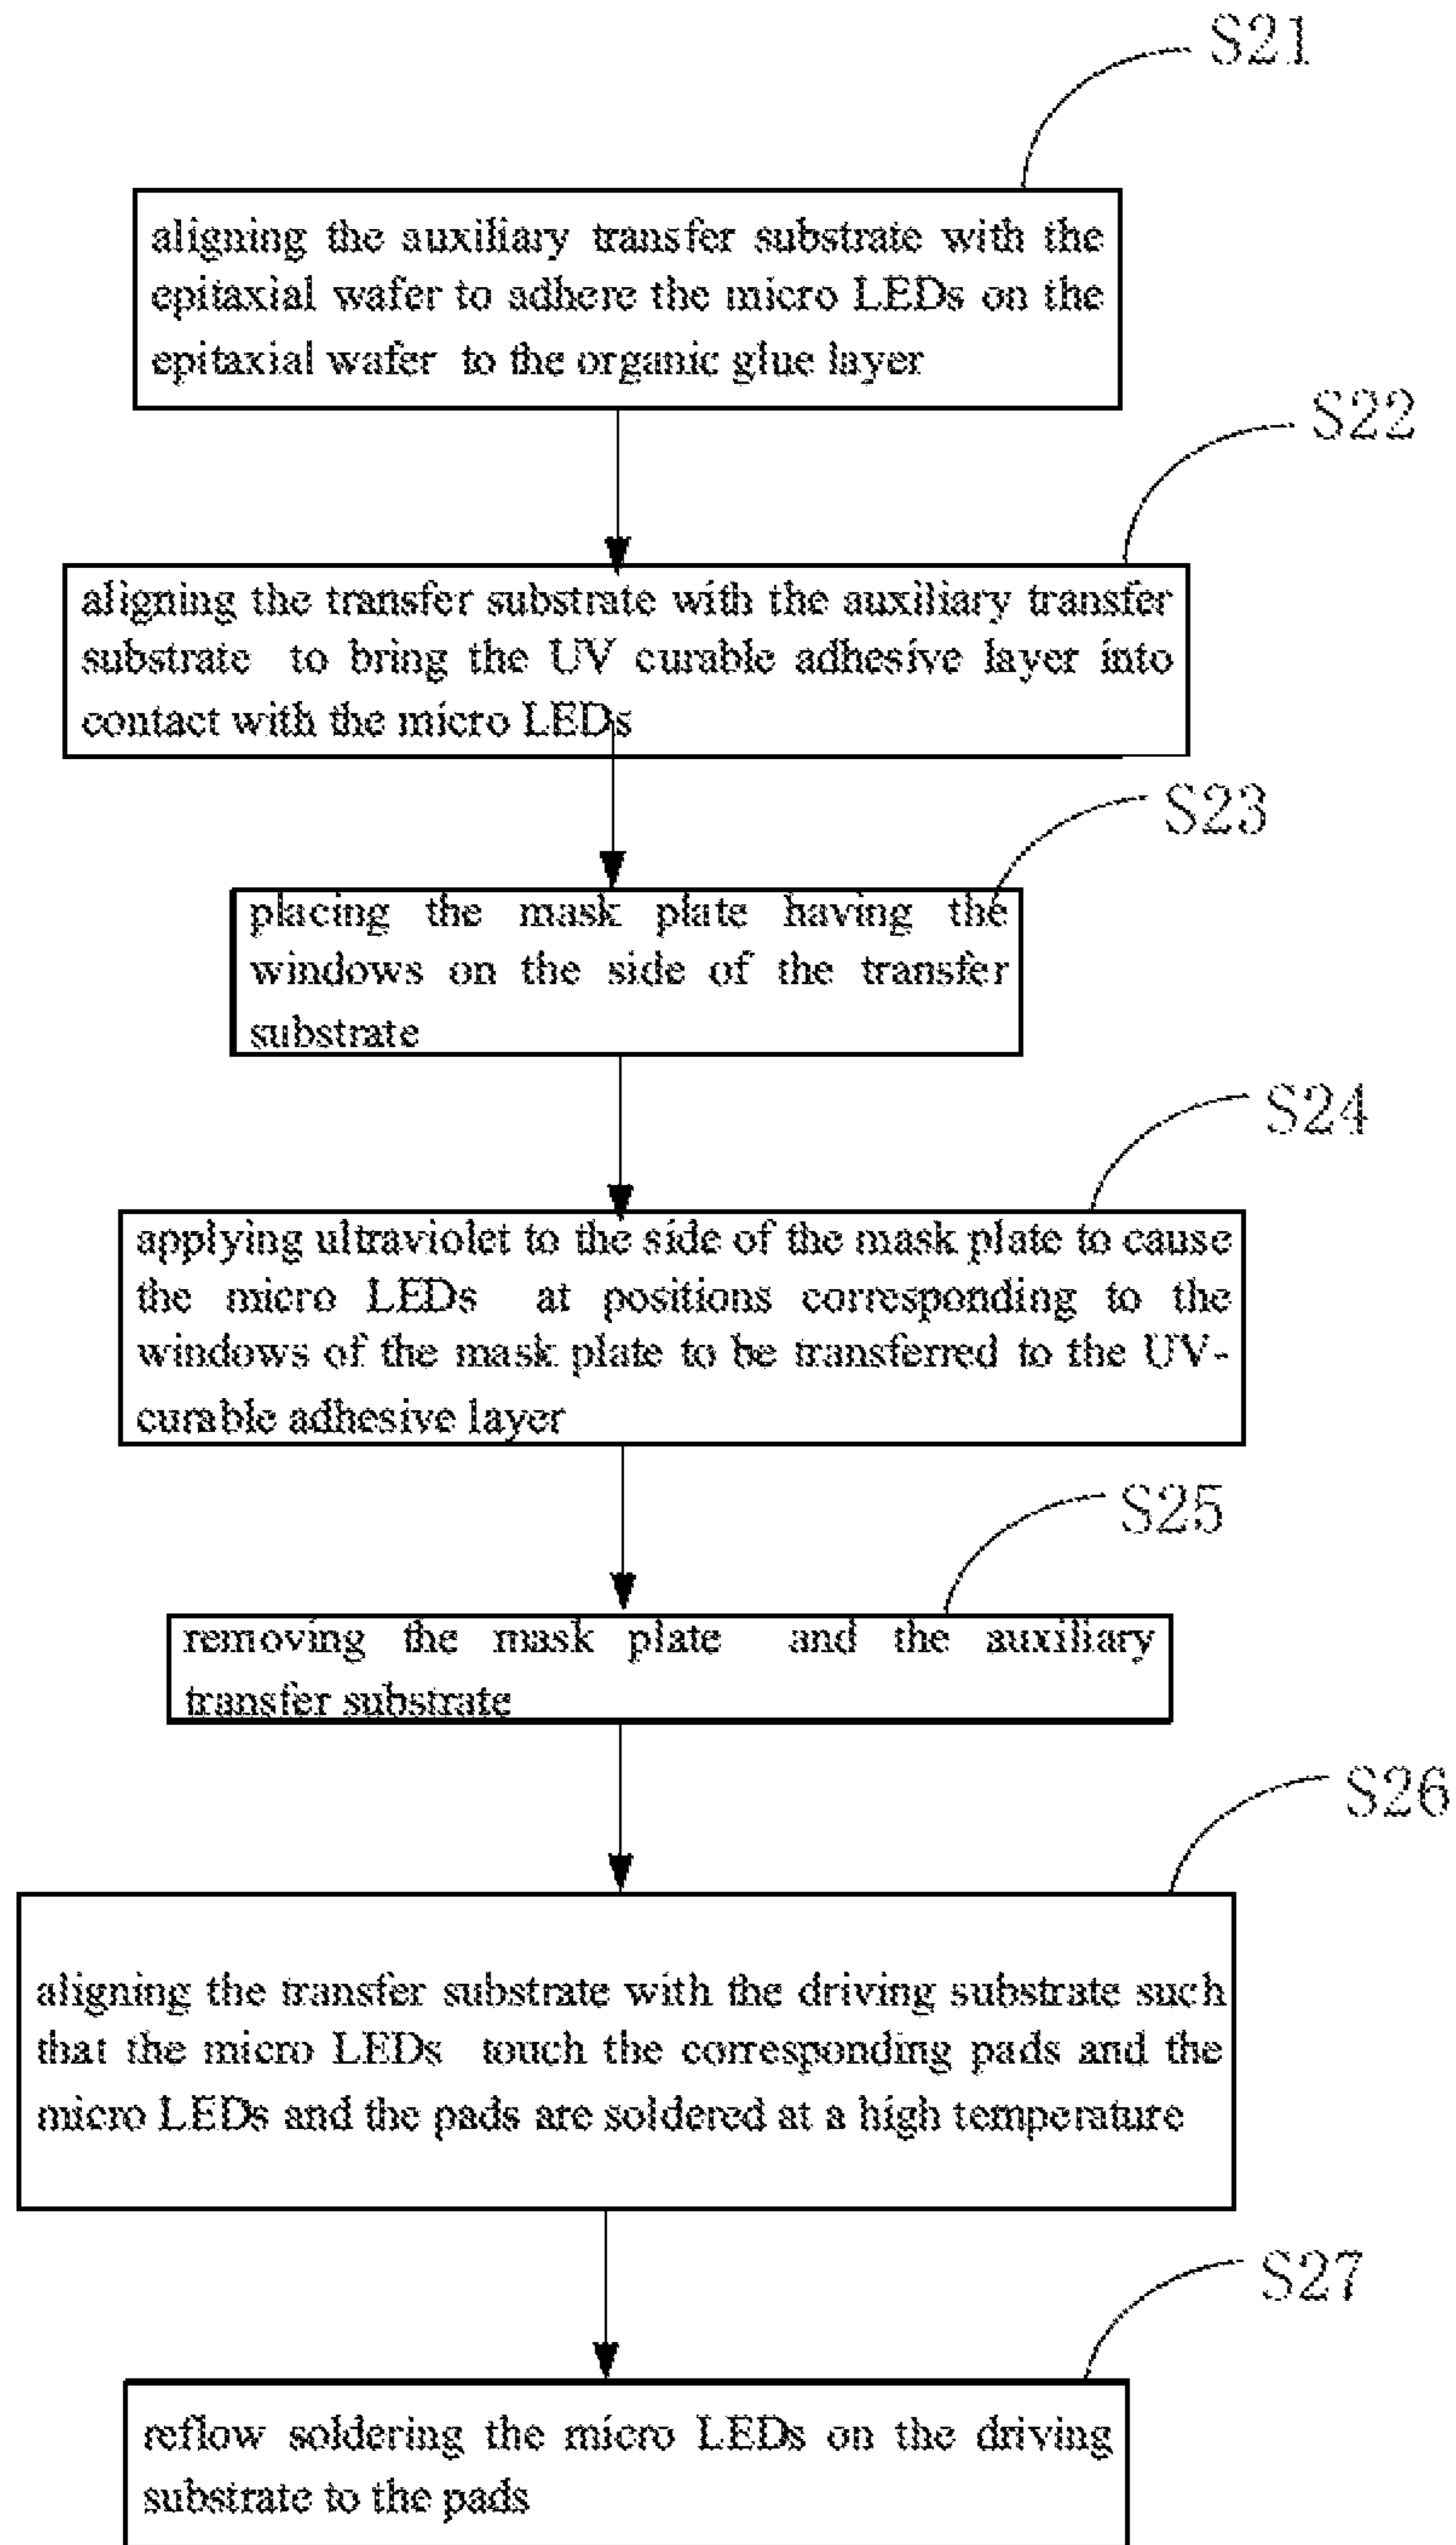 S21
aligning the auxiliary transfer substrate with the
epitaxial wafer to adhere the micro LEDs on the
epitaxial wafer to the organic glue layer
S22
aligning the transfer substrate with the auxiliary transfer
substrate to bring the UV curable adhesive layer into
contact with the micro LEDs
S23
placing the mask plate having the
windows on the side of the transfer
substrate
S24
applying ultraviolet to the side of the mask plate to cause
the micro LEDs at positions corresponding to the
windows of the mask plate to be transferred to the UV-
curable adhesive layer
S25
removing the mask plate and the auxiliary
transfer substrate
S26
aligning the transfer substrate with the driving substrate such
that the micro LEDs touch the corresponding pads and the
micro LEDs and the pads are soldered at a high temperature
S27
reflow soldering the micro LEDs on the driving
substrate to the pads